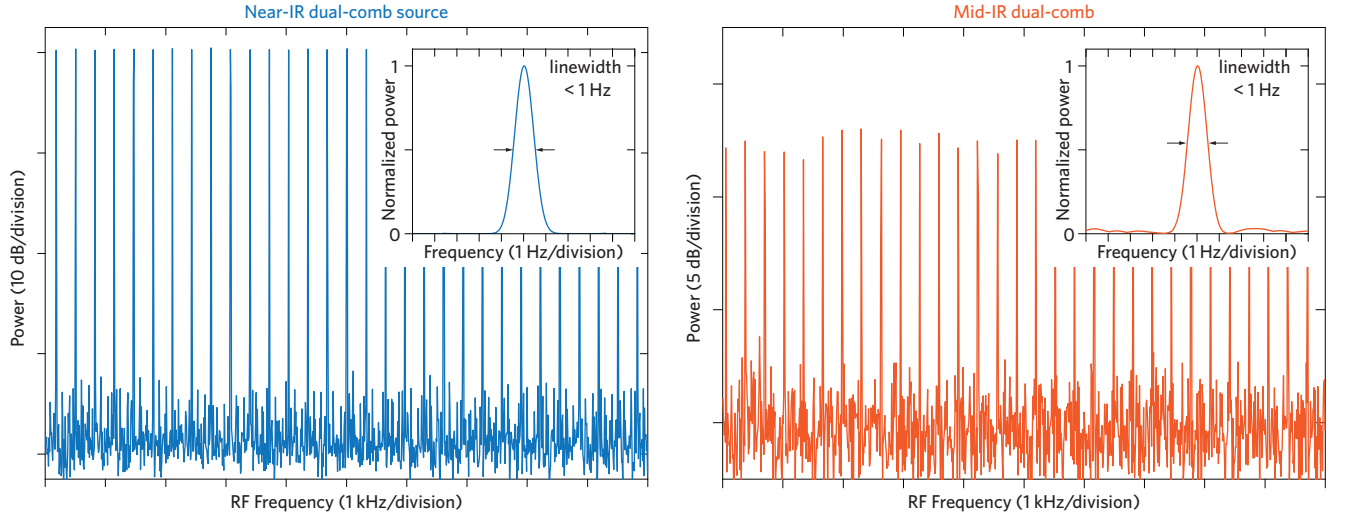 Near-IR dual-comb source
Power (10 dB/division)
1
Normalized power
0
linewidth
< 1 Hz
Frequency (1 Hz/division)
RF Frequency (1 kHz/division)
Mid-IR dual-comb
Power (5 dB/division)
1
Normalized power
0
linewidth
< 1 Hz
Frequency (1 Hz/division)
RF Frequency (1 kHz/division)